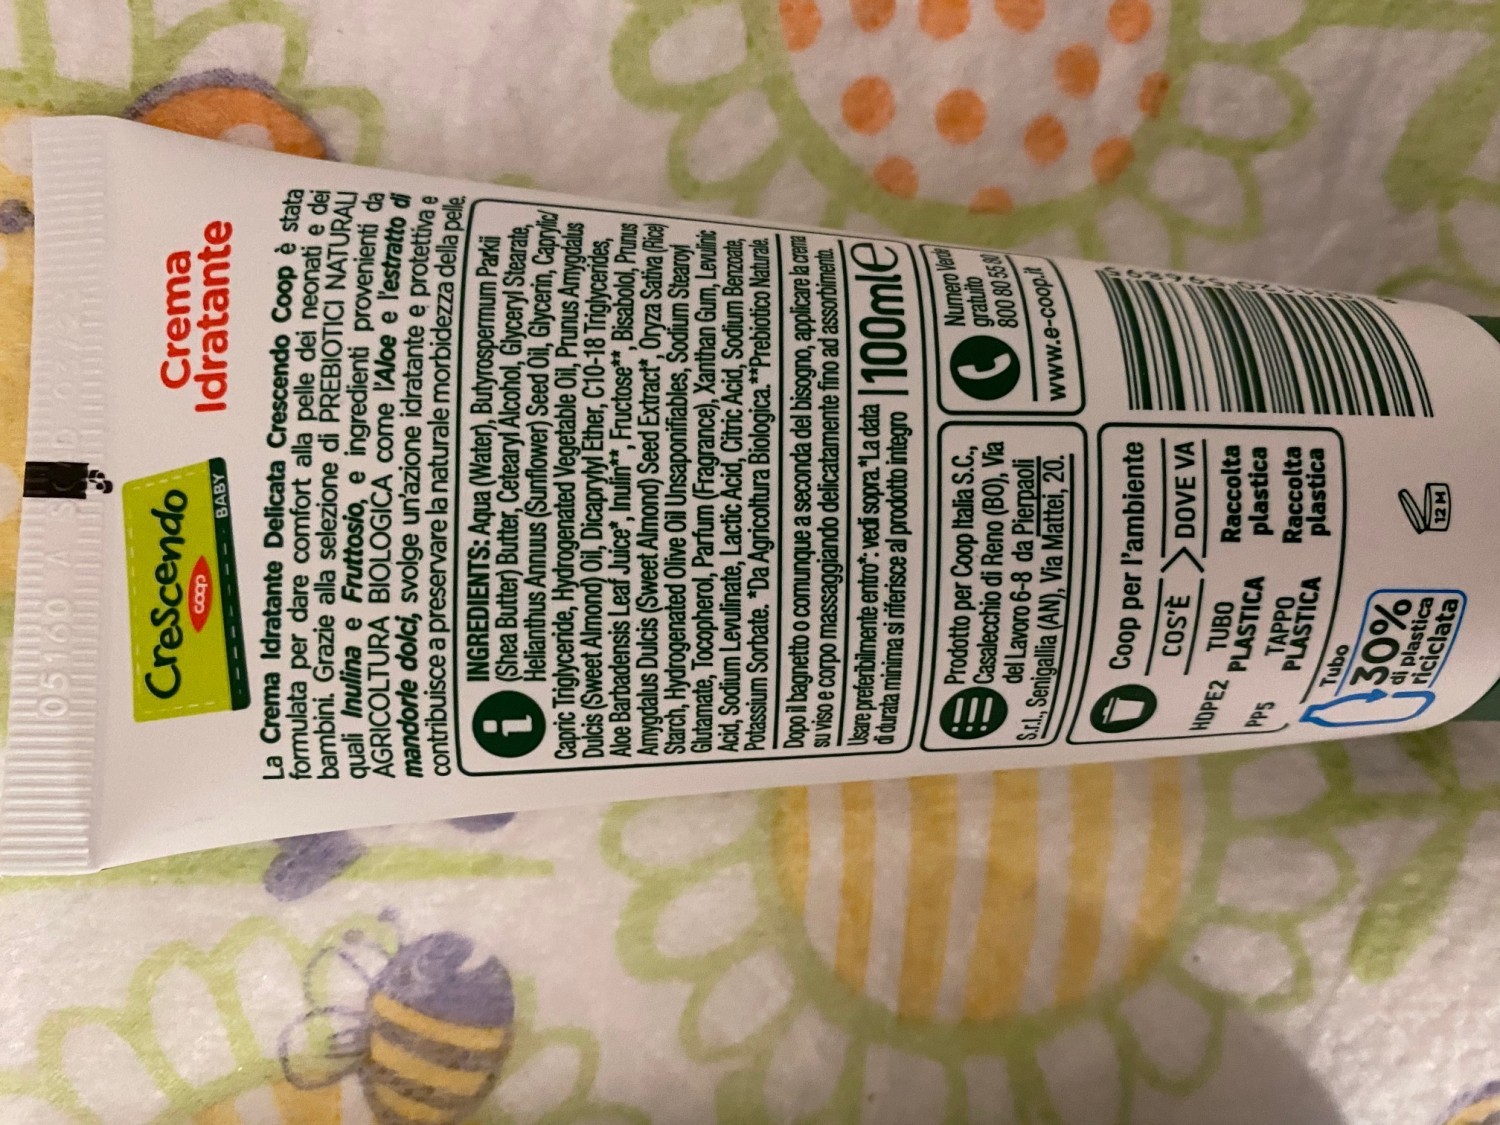 05160 V S
CreScendo
coop
BABY
Crema
Idratante
La Crema Idratante Delicata Crescendo Coop è stata
formulata per dare comfort alla pelle dei neonati e dei
bambini. Grazie alla selezione di PREBIOTICI NATURALI
quali Inulina e Fruttosio, e ingredienti provenienti da
AGRICOLTURA BIOLOGICA come l'Aloe e l'estratto di
mandorle dolci, svolge un'azione idratante e protettiva e
contribuisce a preservare la naturale morbidezza della pelle.
i
INGREDIENTS: Aqua (Water), Butyrospermum Parkii
(Shea Butter) Butter, Cetearyl Alcohol, Glyceryl Stearate,
Helianthus Annuus (Sunflower) Seed Oil, Glycerin, Caprylic/
Capric Triglyceride, Hydrogenated Vegetable Oil, Prunus Amygdalus
Dulcis (Sweet Almond) Oil, Dicaprylyl Ether, C10-18 Triglycerides,
Aloe Barbadensis Leaf Juice*, Inulin**, Fructose**, Bisabolol, Prunus
Amygdalus Dulcis (Sweet Almond) Seed Extract*, Oryza Sativa (Rice)
Starch, Hydrogenated Olive Oil Unsaponifiables, Sodium Stearoyl
Glutamate, Tocopherol, Parfum (Fragrance), Xanthan Gum, Levulinic
Acid, Sodium Levulinate, Lactic Acid, Citric Acid, Sodium Benzoate,
Potassium Sorbate. *Da Agricoltura Biologica. **Prebiotico Naturale.
Dopo il bagnetto o comunque a seconda del bisogno, applicare la crema
su viso e corpo massaggiando delicatamente fino ad assorbimento.
Usare preferibilmente entro*: vedi sopra. *La data
di durata minima si riferisce al prodotto integro
100ml e
Prodotto per Coop Italia S.C.,
Casalecchio di Reno (BO), Via
del Lavoro 6-8 da Pierpaoli
S.r.l., Senigallia (AN), Via Mattei, 20.
Numero Verde
gratuito
800 80 55 80
www.e-coop.it
Coop per l'ambiente
COS'È DOVE VA
HDPE2 TUBO PLASTICA Raccolta plastica
PP5 TAPPO PLASTICA Raccolta plastica
Tubo
30%
di plastica
riciclata
12 M